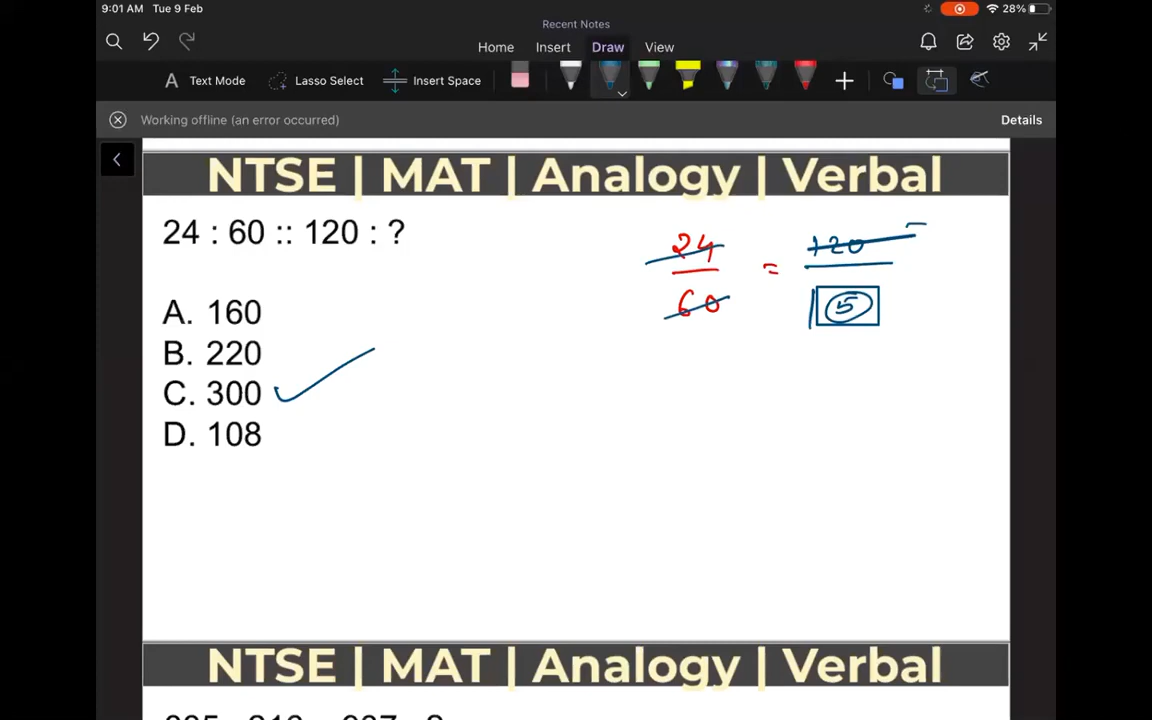 9:01 AM Tue 9 Feb
28%
Recent Notes
Home Insert Draw View
A Text Mode Lasso Select Insert Space
Working offline (an error occurred) Details
NTSE | MAT | Analogy | Verbal
24 : 60 :: 120 : ?
24 = 120
60 5
A. 160
B. 220
C. 300
D. 108
NTSE | MAT | Analogy | Verbal